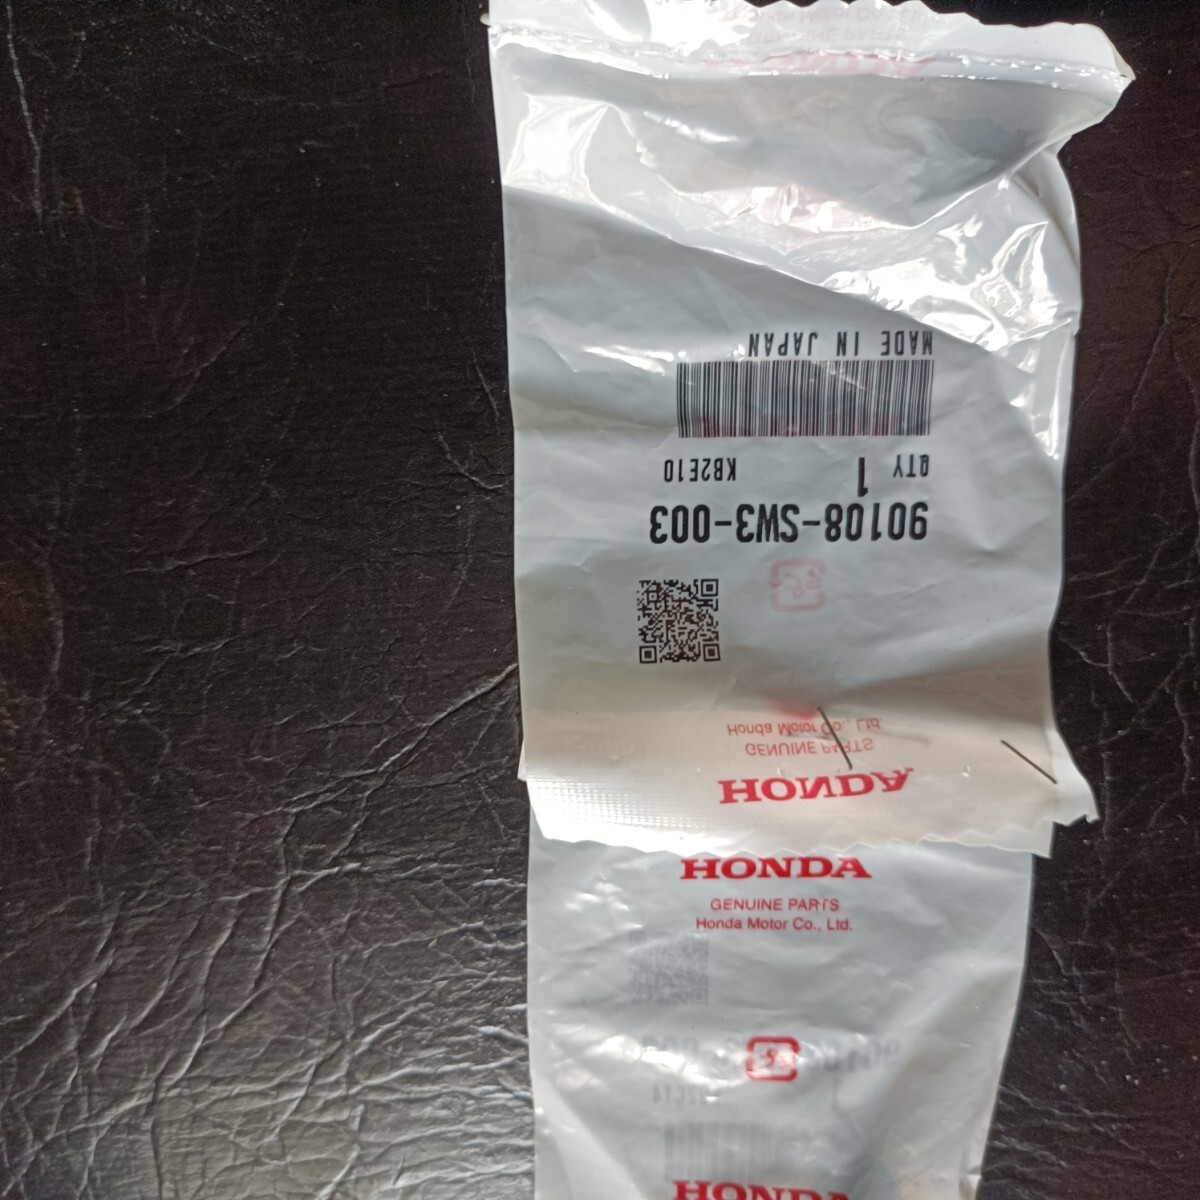 MADE IN JAPAN
QTY 1 KB2E10
90108-SW3-003
Honda Motor Co., Ltd.
GENUINE PARTS
HONDA
HONDA
GENUINE PARTS
Honda Motor Co., Ltd.
HONDA